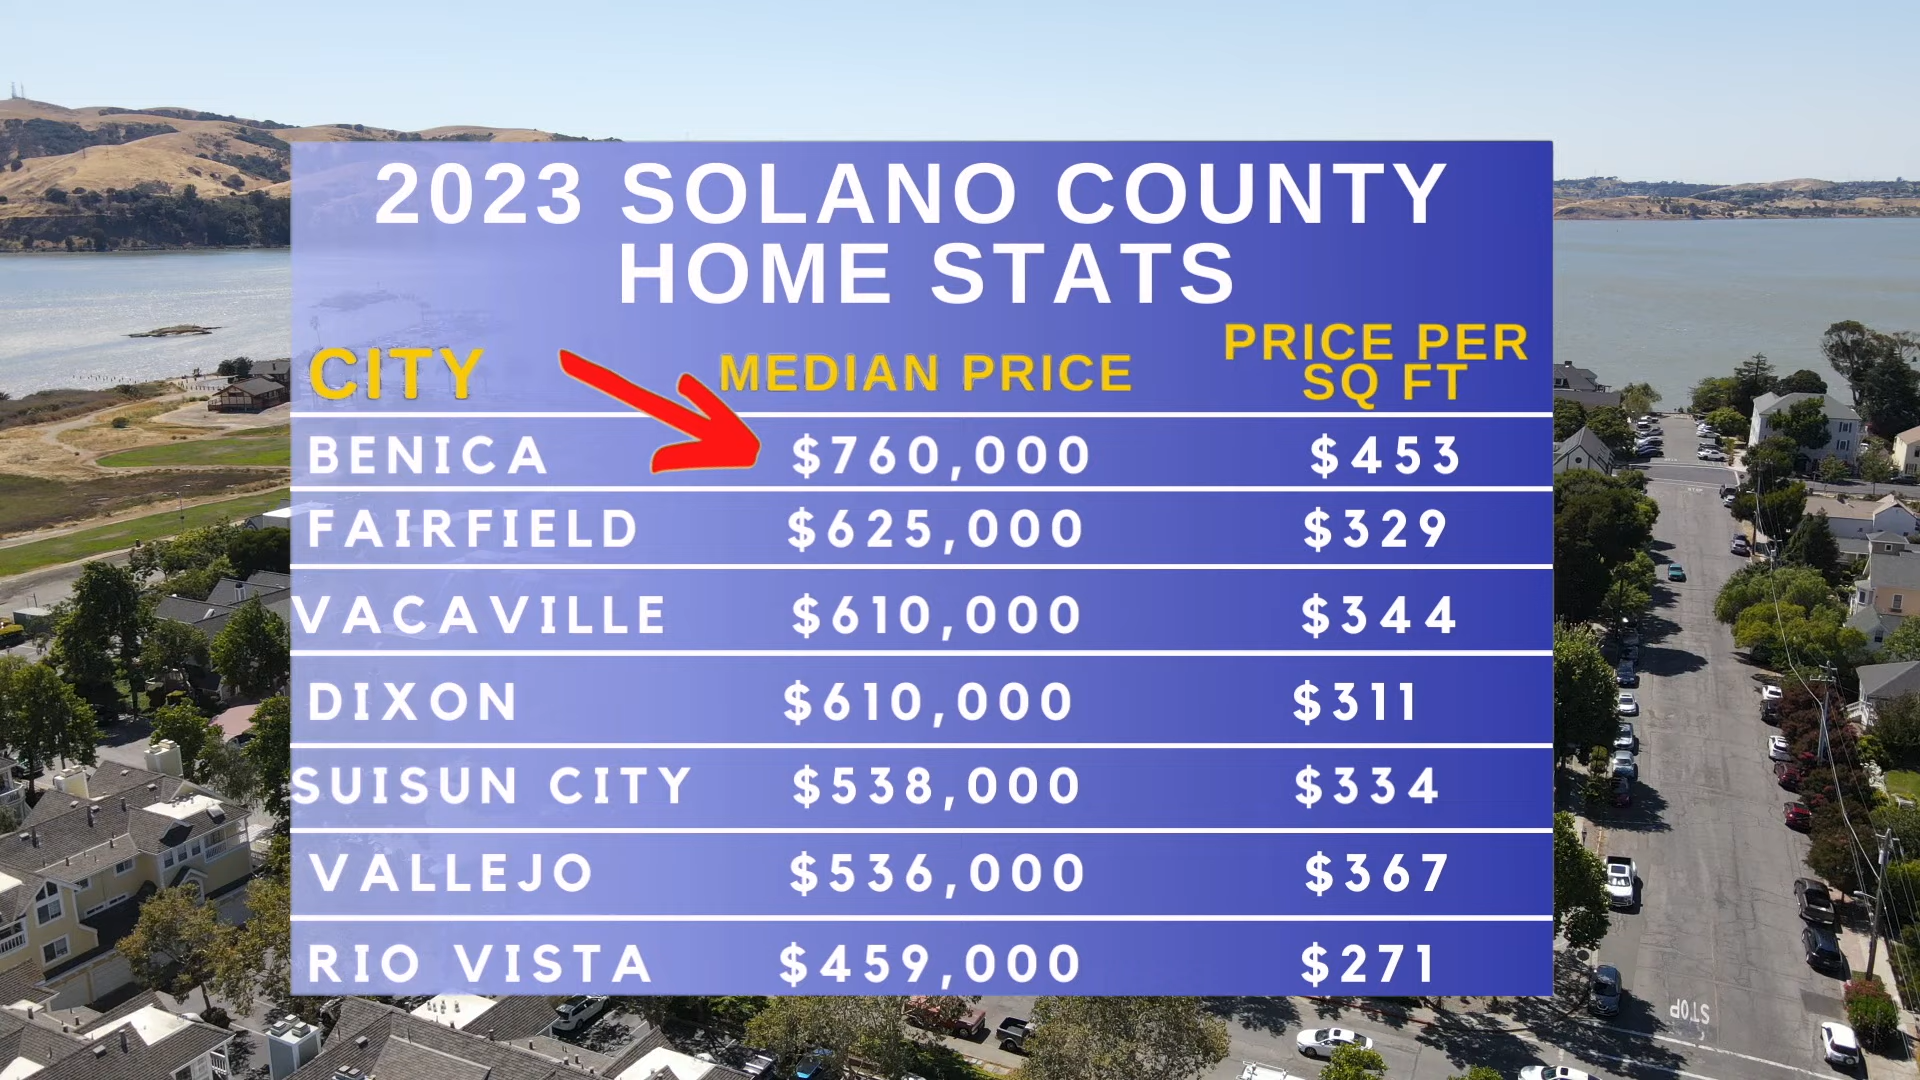 2023 SOLANO COUNTY
HOME STATS
CITY MEDIAN PRICE PRICE PER
SQ FT
BENICA $760,000 $453
FAIRFIELD $625,000 $329
VACAVILLE $610,000 $344
DIXON $610,000 $311
SUISUN CITY $538,000 $334
VALLEJO $536,000 $367
RIO VISTA $459,000 $271
STOP